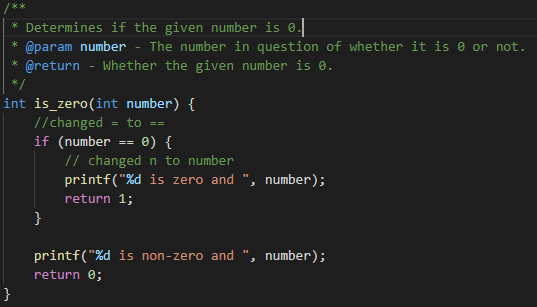 /**
 * Determines if the given number is 0.
 * @param number - The number in question of whether it is 0 or not.
 * @return - Whether the given number is 0.
 */
int is_zero(int number) {
    //changed = to ==
    if (number == 0) {
        // changed n to number
        printf("%d is zero and ", number);
        return 1;
    }

    printf("%d is non-zero and ", number);
    return 0;
}